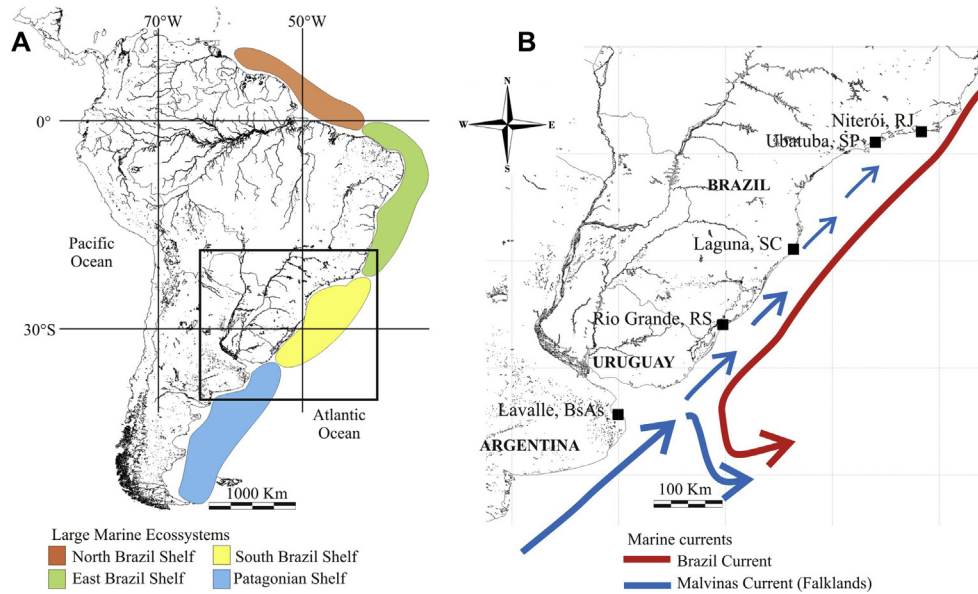 A
70°W
50°W
0°
Pacific
Ocean
30°S
Atlantic
Ocean
1000 Km
Large Marine Ecosystems
North Brazil Shelf
South Brazil Shelf
East Brazil Shelf
Patagonian Shelf
B
N
W
E
S
Niterói, RJ
Ubatuba, SP
BRAZIL
Laguna, SC
Rio Grande, RS
URUGUAY
Lavalle, BsAs
ARGENTINA
100 Km
Marine currents
Brazil Current
Malvinas Current (Falklands)